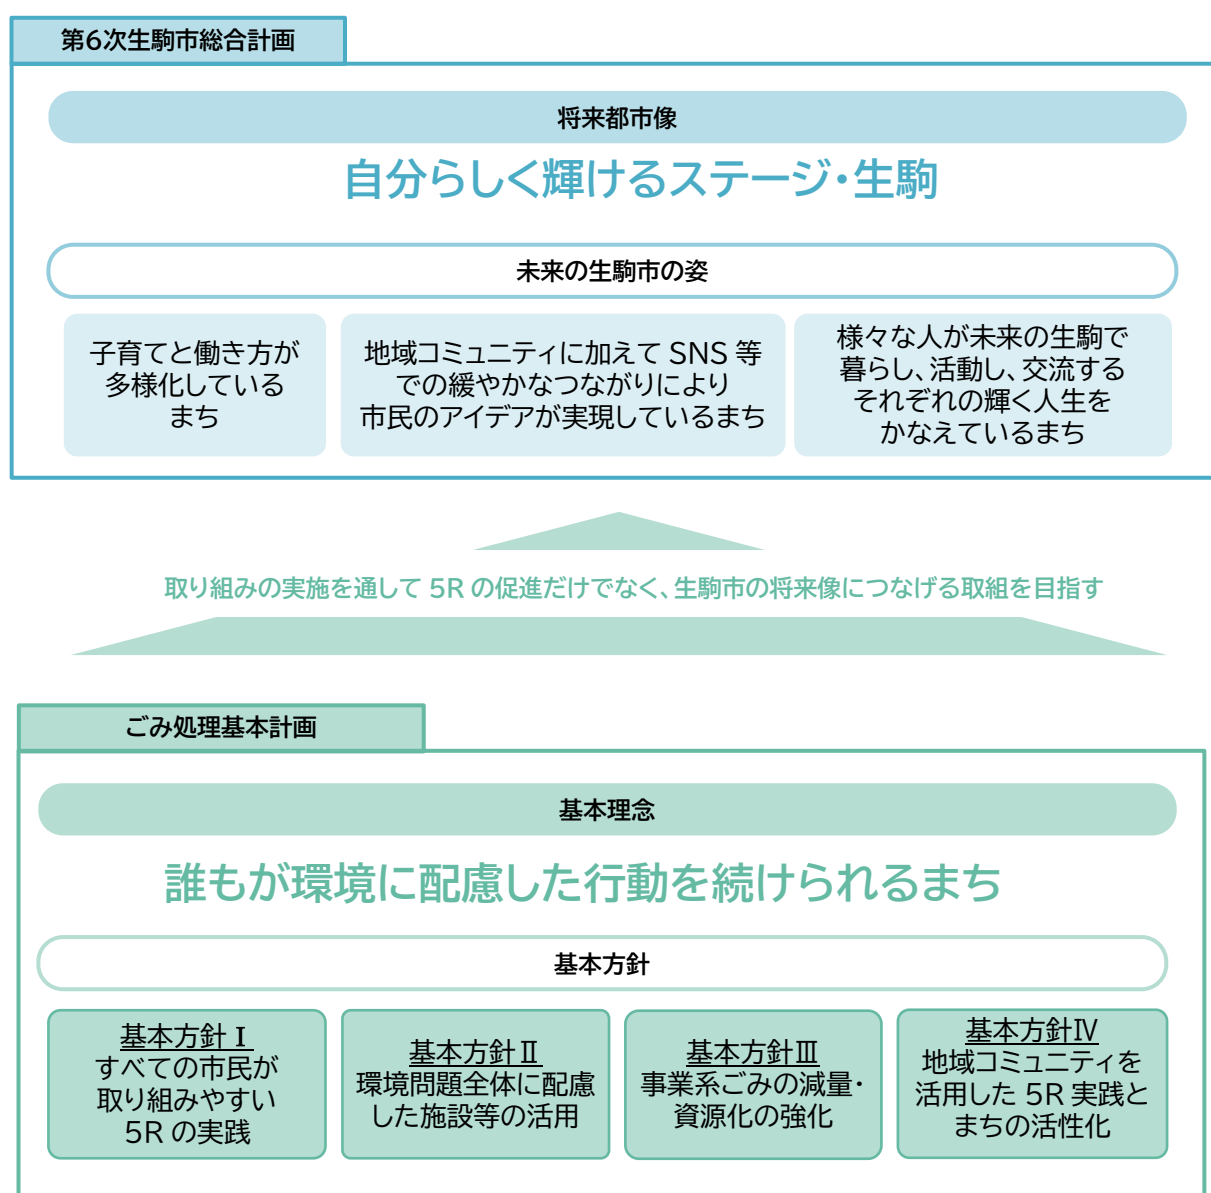 第6次生駒市総合計画
将来都市像
自分らしく輝けるステージ・生駒
未来の生駒市の姿
子育てと働き方が
多様化している
まち
地域コミュニティに加えて SNS 等
での緩やかなつながりにより
市民のアイデアが実現しているまち
様々な人が未来の生駒で
暮らし、活動し、交流する
それぞれの輝く人生を
かなえているまち
取り組みの実施を通して 5R の促進だけでなく、生駒市の将来像につなげる取組を目指す
ごみ処理基本計画
基本理念
誰もが環境に配慮した行動を続けられるまち
基本方針
基本方針Ⅰ
すべての市民が
取り組みやすい
5R の実践
基本方針Ⅱ
環境問題全体に配慮
した施設等の活用
基本方針Ⅲ
事業系ごみの減量・
資源化の強化
基本方針Ⅳ
地域コミュニティを
活用した 5R 実践と
まちの活性化